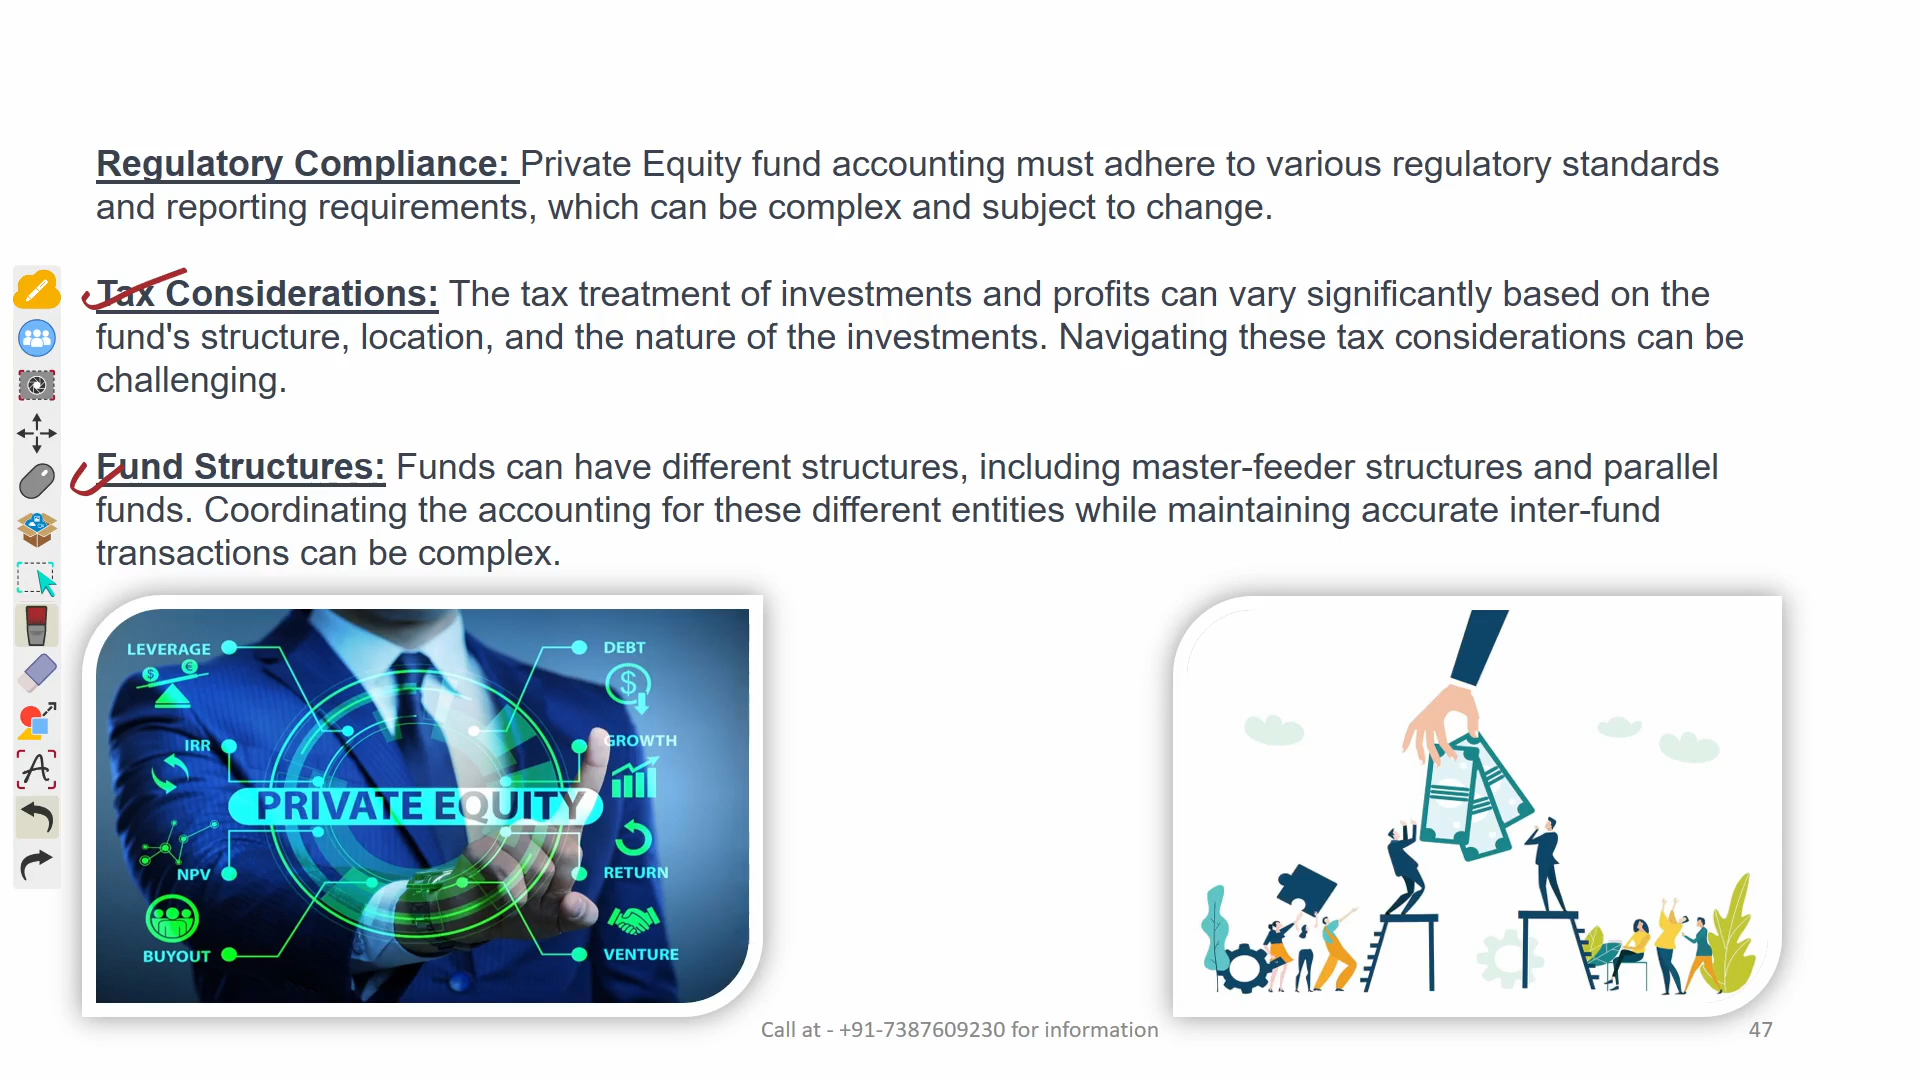 Regulatory Compliance: Private Equity fund accounting must adhere to various regulatory standards
and reporting requirements, which can be complex and subject to change.
Tax Considerations: The tax treatment of investments and profits can vary significantly based on the
fund's structure, location, and the nature of the investments. Navigating these tax considerations can be
challenging.
Fund Structures: Funds can have different structures, including master-feeder structures and parallel
funds. Coordinating the accounting for these different entities while maintaining accurate inter-fund
transactions can be complex.
LEVERAGE
DEBT
$ €
$
IRR
GROWTH
PRIVATE EQUITY
NPV
RETURN
BUYOUT
VENTURE
Call at - +91-7387609230 for information
47